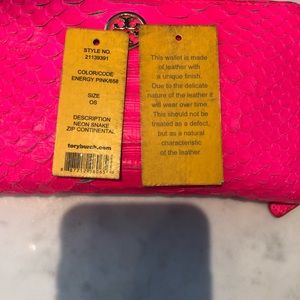 STYLE NO.
21139391
COLOR/CODE
ENERGY PINK/658
SIZE
OS
DESCRIPTION
NEON SNAKE
ZIP CONTINENTAL
toryburch.com
This wallet is made
of leather with
a unique finish.
Due to the delicate
nature of the leather it
will wear over time.
This should not be
treated as a defect,
but as a natural
characteristic
of the leather.